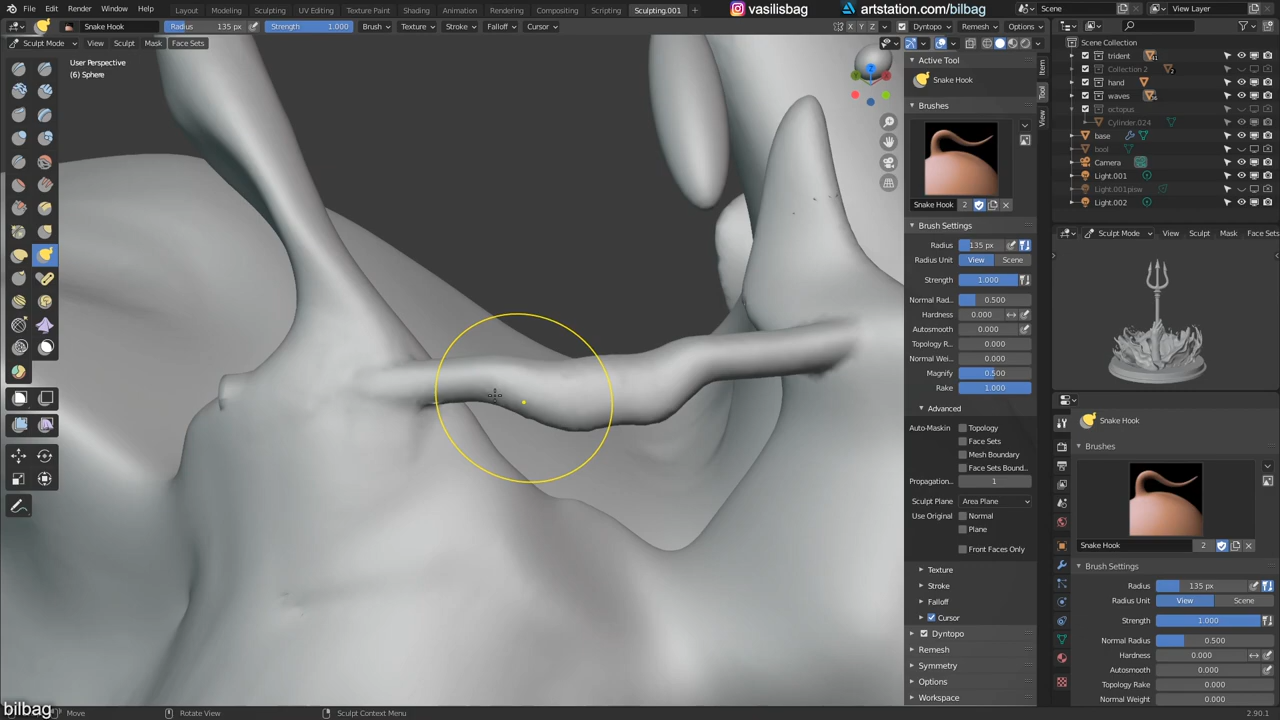 File Edit Render Window Help Layout Modeling Sculpting UV Editing Texture Paint Shading Animation Rendering Compositing Scripting Sculpting.001 vasilisbag artstation.com/bilbag Scene View Layer
Snake Hook Radius 135 px Strength 1.000 Brush Texture Stroke Falloff Cursor X Y Z Dyntopo Remesh Options
Sculpt Mode View Sculpt Mask Face Sets
User Perspective
(6) Sphere
Active Tool
Snake Hook
Brushes
Snake Hook 2
Brush Settings
Radius 135 px
Radius Unit View Scene
Strength 1.000
Normal Rad... 0.500
Hardness 0.000
Autosmooth 0.000
Topology R... 0.000
Normal Wei... 0.000
Magnify 0.500
Rake 1.000
Advanced
Auto-Maskin Topology
Face Sets
Mesh Boundary
Face Sets Bound...
Propagation... 1
Sculpt Plane Area Plane
Use Original Normal
Plane
Front Faces Only
Texture
Stroke
Falloff
Cursor
Dyntopo
Remesh
Symmetry
Options
Workspace
Item
Tool
View
Scene Collection
trident
Collection 2
hand
waves
octopus
Cylinder.024
base
bool
Camera
Light.001
Light.001pisw
Light.002
Sculpt Mode View Sculpt Mask Face Sets
Snake Hook
Brushes
Snake Hook 2
Brush Settings
Radius 135 px
Radius Unit View Scene
Strength 1.000
Normal Radius 0.500
Hardness 0.000
Autosmooth 0.000
Topology Rake 0.000
Normal Weight 0.000
bilbag
Move Rotate View Sculpt Context Menu 2.90.1